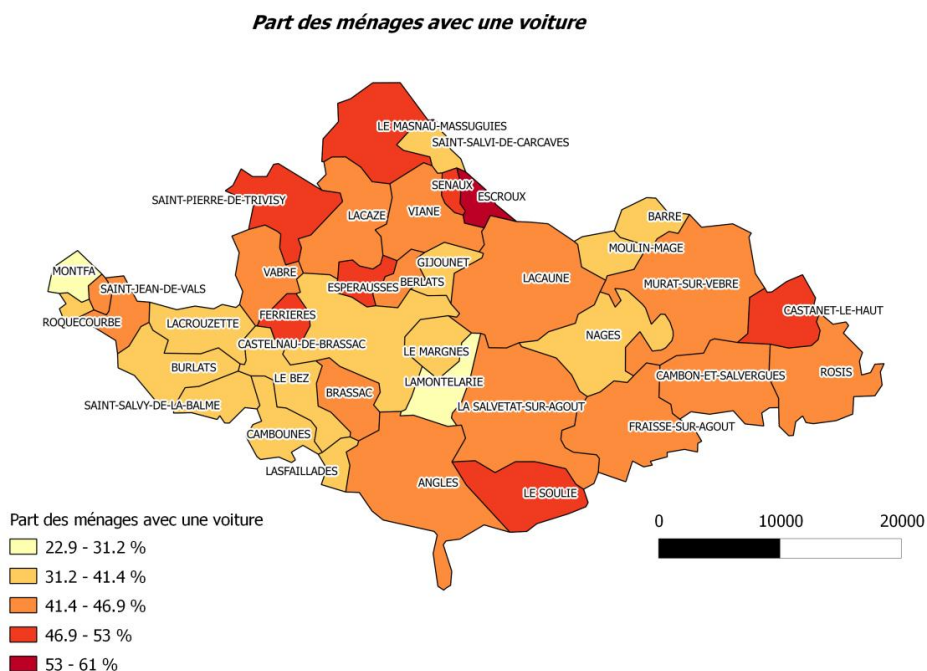 Part des ménages avec une voiture
LE MASNAÜ-MASSUGUIES
SAINT-SALVI-DE-CARCAVES
SENAUX
ESCROUX
SAINT-PIERRE-DE-TRIVISY
LACAZE
VIANE
BARRE
MOULIN-MAGE
GIJOUNET
MONTFA
VABRE
LACAUNE
BERLATS
ESPERAUSSES
MURAT-SUR-VEBRE
SAINT-JEAN-DE-VALS
CASTANET-LE-HAUT
FERRIERES
ROQUECOURBE
LACROUZETTE
NAGES
CASTELNAU-DE-BRASSAC
LE MARGNES
BURLATS
ROSIS
LE BEZ
CAMBON-ET-SALVERGUES
LAMONTELARIE
BRASSAC
SAINT-SALVY-DE-LA-BALME
LA SALVETAT-SUR-AGOUT
FRAISSE-SUR-AGOUT
CAMBOUNES
LASFAILLADES
ANGLES
LE SOULIE
Part des ménages avec une voiture
22.9 - 31.2 %
31.2 - 41.4 %
41.4 - 46.9 %
46.9 - 53 %
53 - 61 %
0 10000 20000